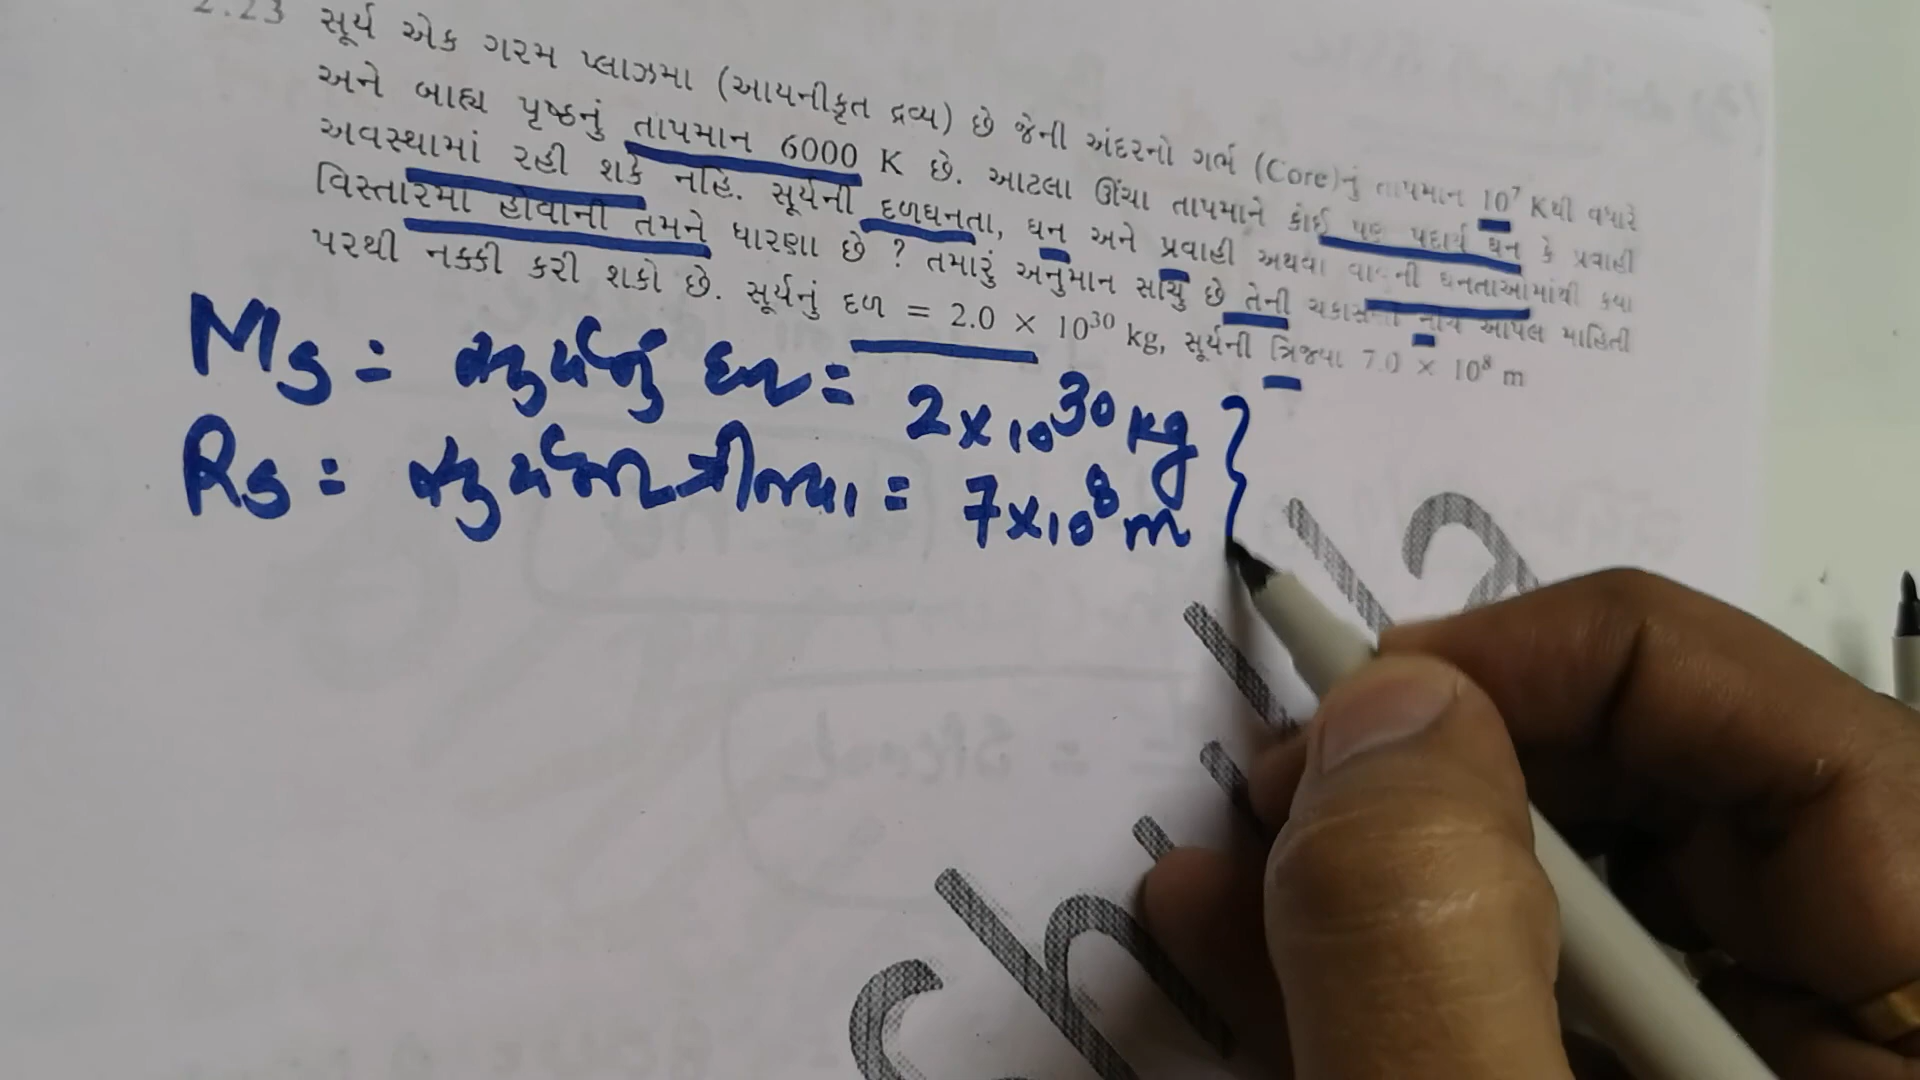 2.23 સૂર્ય એક ગરમ પ્લાઝમા (આયનીકૃત દ્રવ્ય) છે જેની અંદરનો ગર્ભ (Core)નું તાપમાન 10⁷ Kથી વધારે
અને બાહ્ય પૃષ્ઠનું તાપમાન 6000 K છે. આટલા ઊંચા તાપમાને કોઈ પણ પદાર્થ ઘન કે પ્રવાહી
અવસ્થામાં રહી શકે નહિ. સૂર્યની દળઘનતા, ઘન અને પ્રવાહી અથવા વાયુની ઘનતાઓમાંથી કયા
વિસ્તારમાં હોવાની તમને ધારણા છે ? તમારું અનુમાન સાચું છે તેની ચકાસણી નીચે આપેલ માહિતી
પરથી નક્કી કરી શકો છે. સૂર્યનું દળ = 2.0 × 10³⁰ kg, સૂર્યની ત્રિજ્યા 7.0 × 10⁸ m
Ms = સૂર્યનું દળ = 2×10³⁰ kg
Rs = સૂર્યની ત્રીજ્યા = 7×10⁸ m